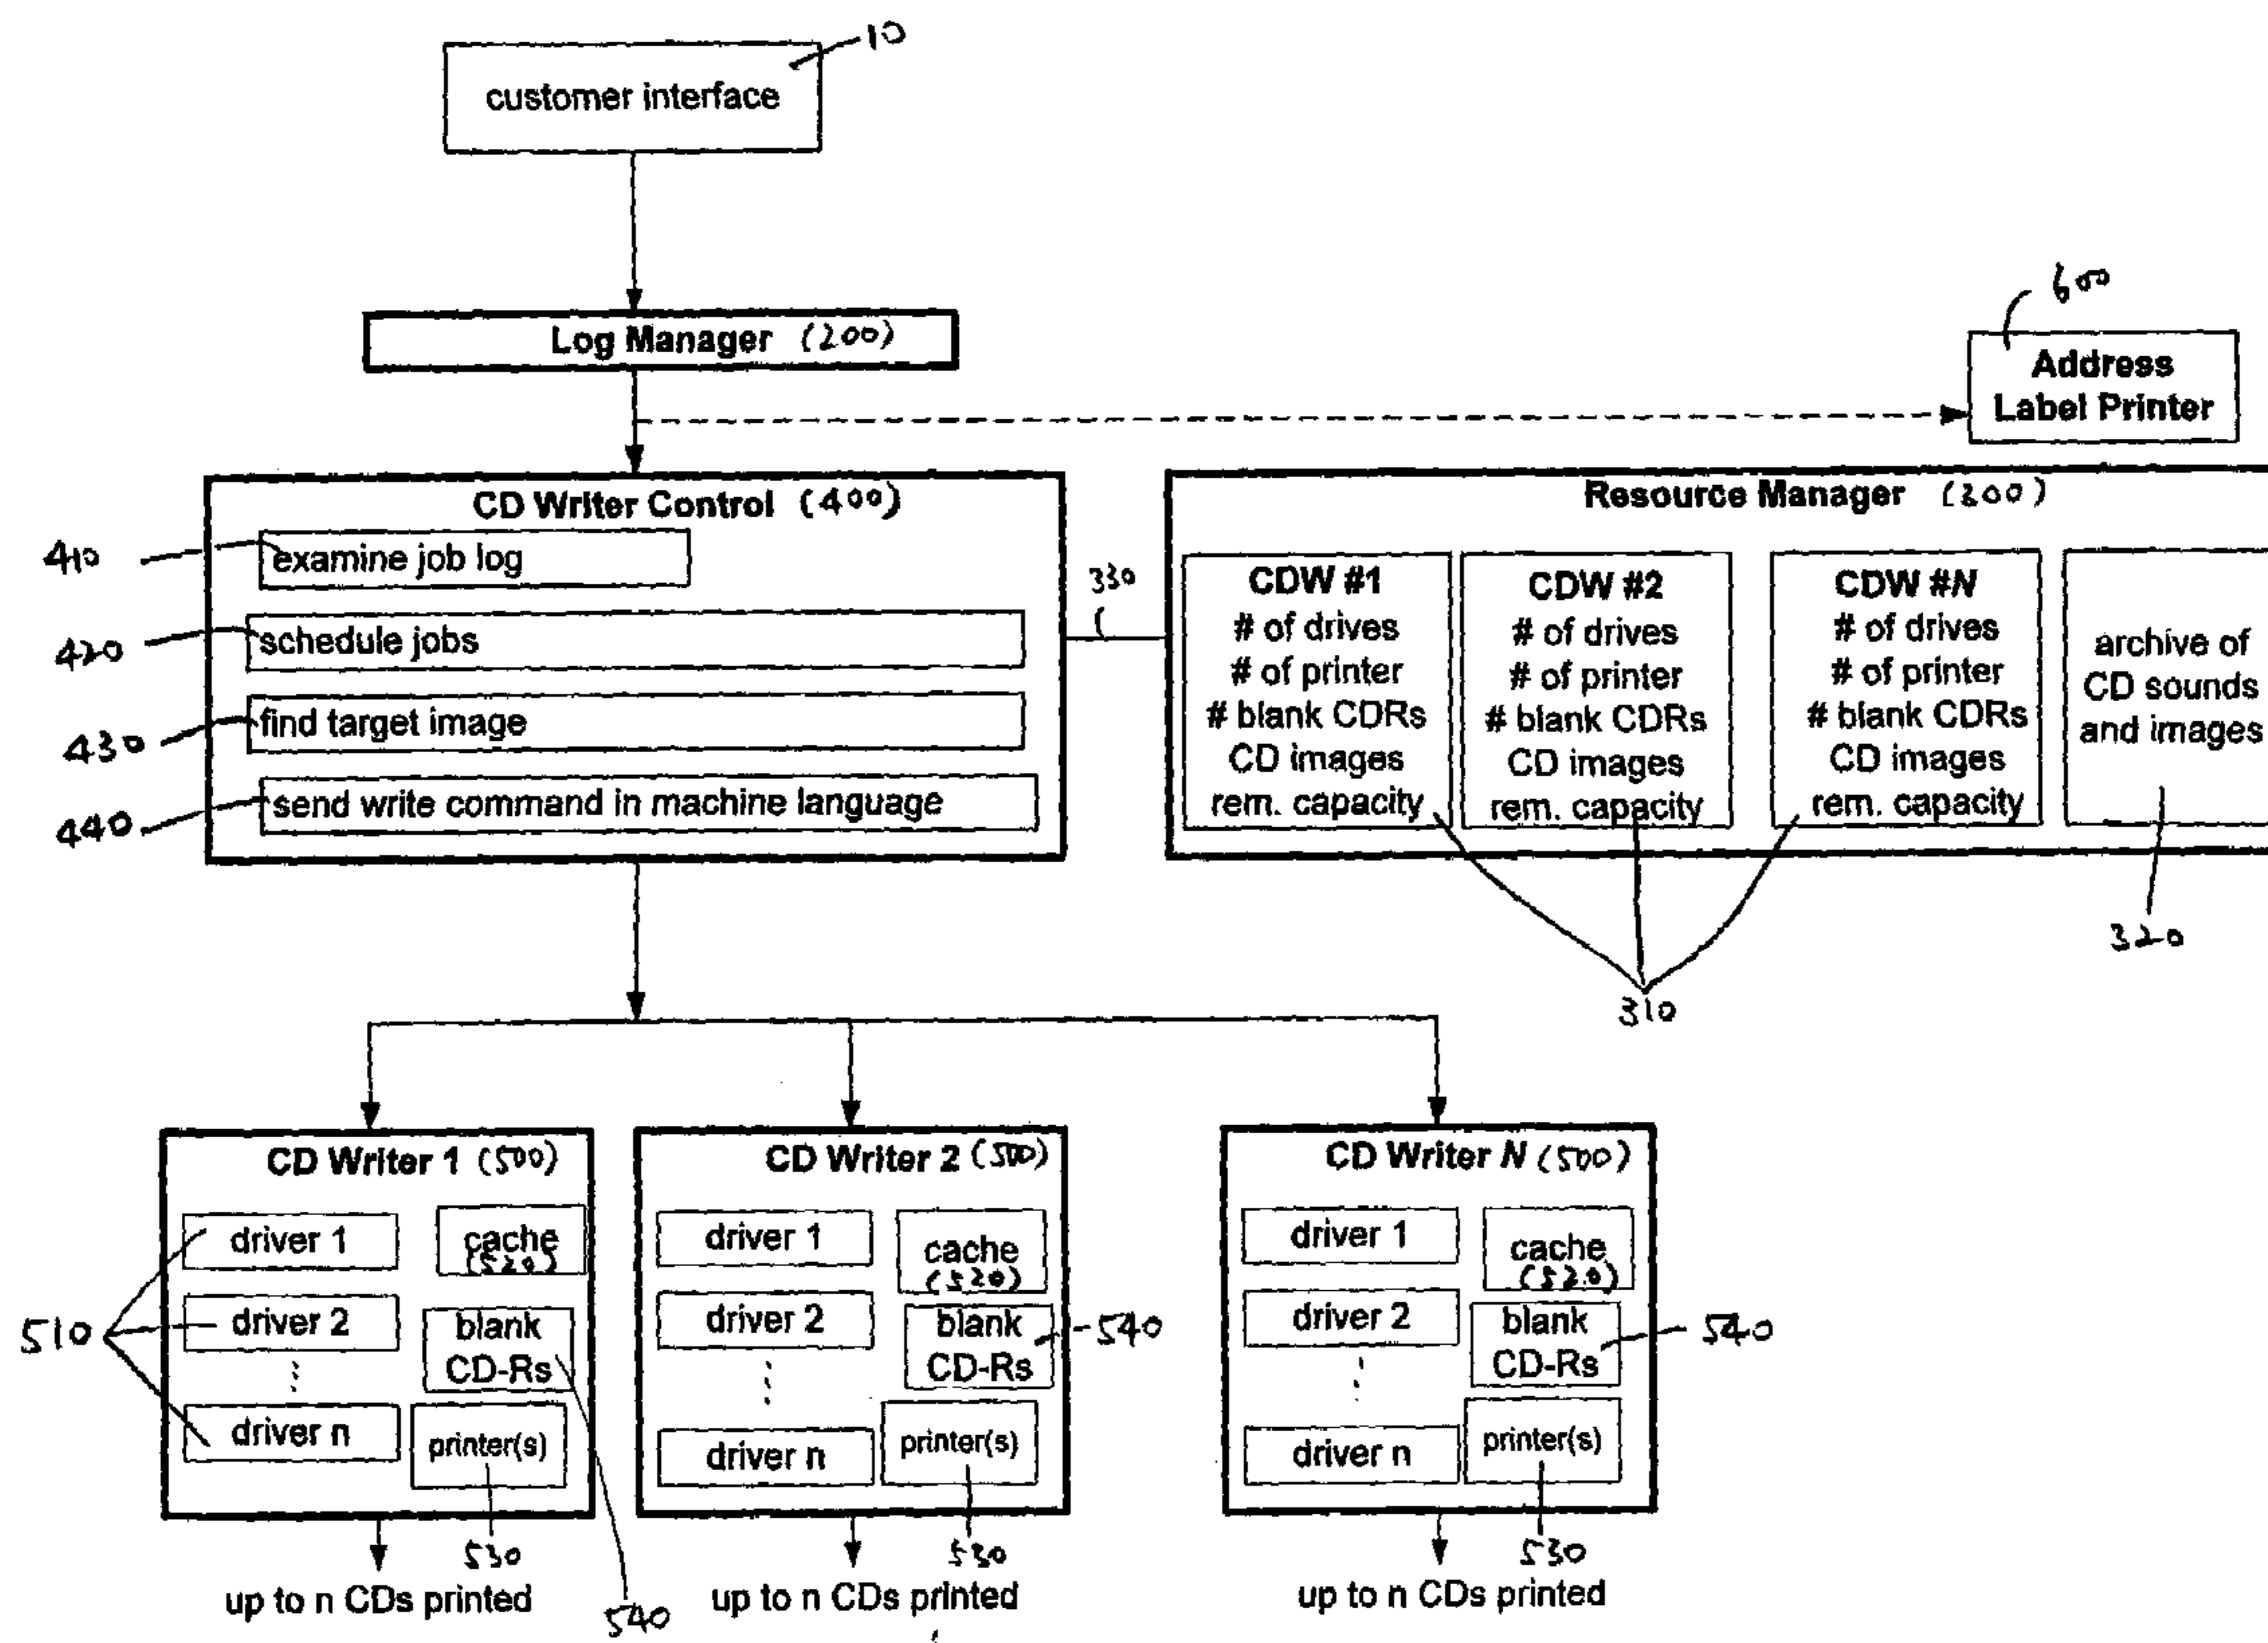 10
customer interface
Log Manager (200)
600
Address
Label Printer
CD Writer Control (400)
410
examine job log
420
schedule jobs
430
find target image
440
send write command in machine language
330
Resource Manager (200)
CDW #1
# of drives
# of printer
# blank CDRs
CD images
rem. capacity
CDW #2
# of drives
# of printer
# blank CDRs
CD images
rem. capacity
CDW #N
# of drives
# of printer
# blank CDRs
CD images
rem. capacity
archive of
CD sounds
and images
310
320
CD Writer 1 (500)
510
driver 1
driver 2
driver n
cache
(520)
blank
CD-Rs
printer(s)
530
540
up to n CDs printed
CD Writer 2 (500)
driver 1
driver 2
driver n
cache
(520)
blank
CD-Rs
540
printer(s)
530
up to n CDs printed
CD Writer N (500)
driver 1
driver 2
driver n
cache
(520)
blank
CD-Rs
540
printer(s)
530
up to n CDs printed